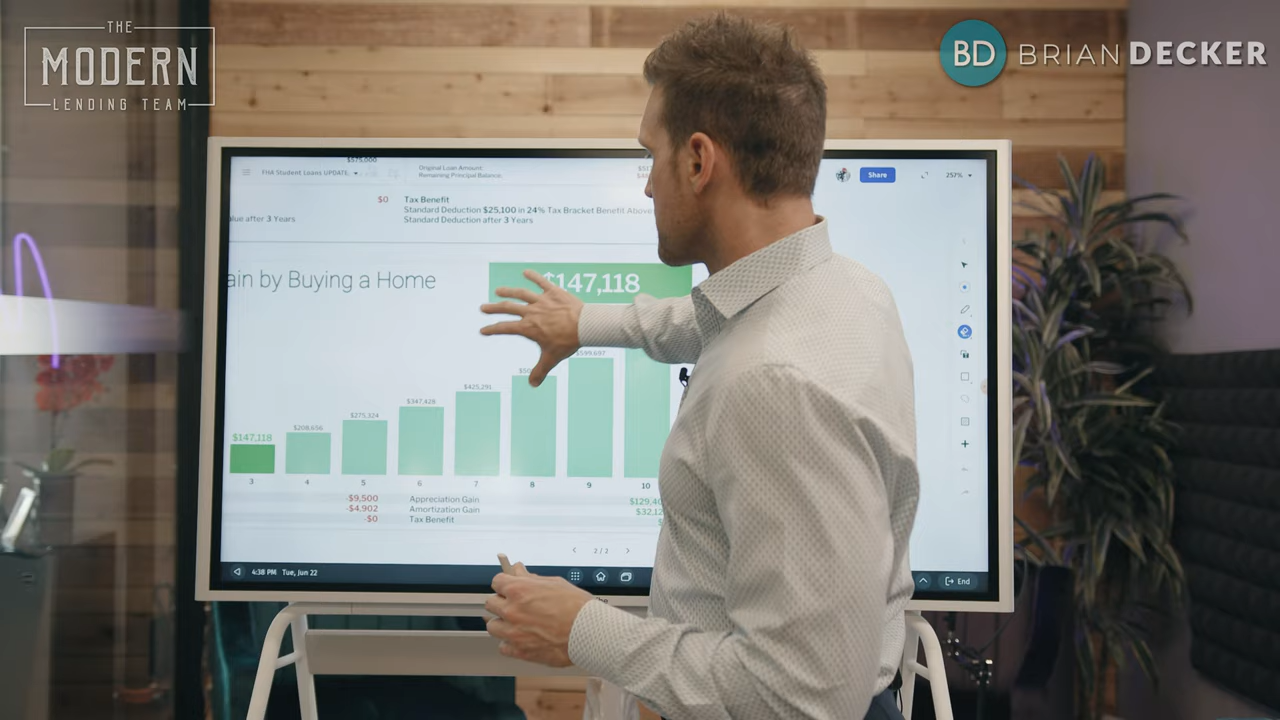 THE
MODERN
LENDING TEAM
BD BRIAN DECKER
$575,000
FHA Student Loans UPDATE
Original Loan Amount:
Remaining Principal Balance:
Share
257%
$0 Tax Benefit
Standard Deduction $25,100 in 24% Tax Bracket Benefit Above
Standard Deduction after 3 Years
alue after 3 Years
ain by Buying a Home
$147,118
$599,697
$425,291
$347,428
$275,324
$208,656
$147,118
3 4 5 6 7 8 9 10
-$9,500 Appreciation Gain
-$4,902 Amortization Gain
-$0 Tax Benefit
2 / 3
4:38 PM Tue, Jun 22
End